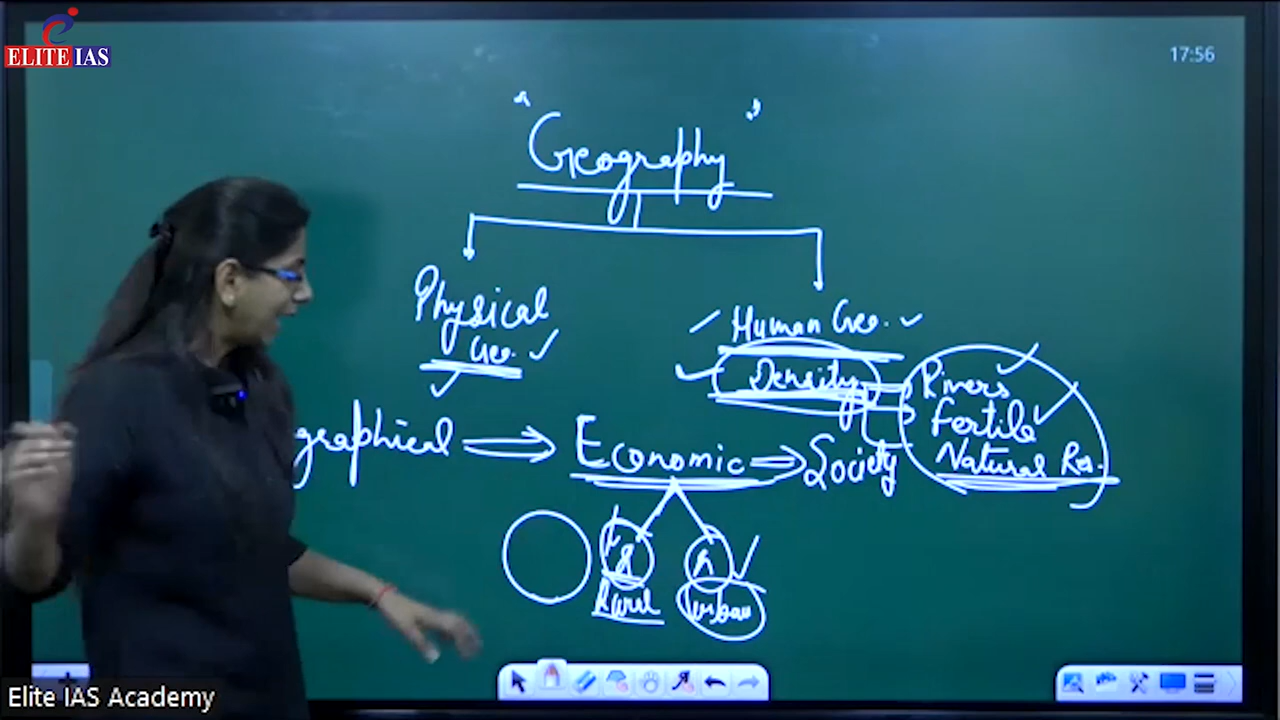 ELITE IAS
17:56
"Geography"
Physical
Geo.
Human Geo.
Density
Rivers
Fertile
Natural Res.
graphical ⇒ Economic ⇒ Society
Rural
Urban
Elite IAS Academy